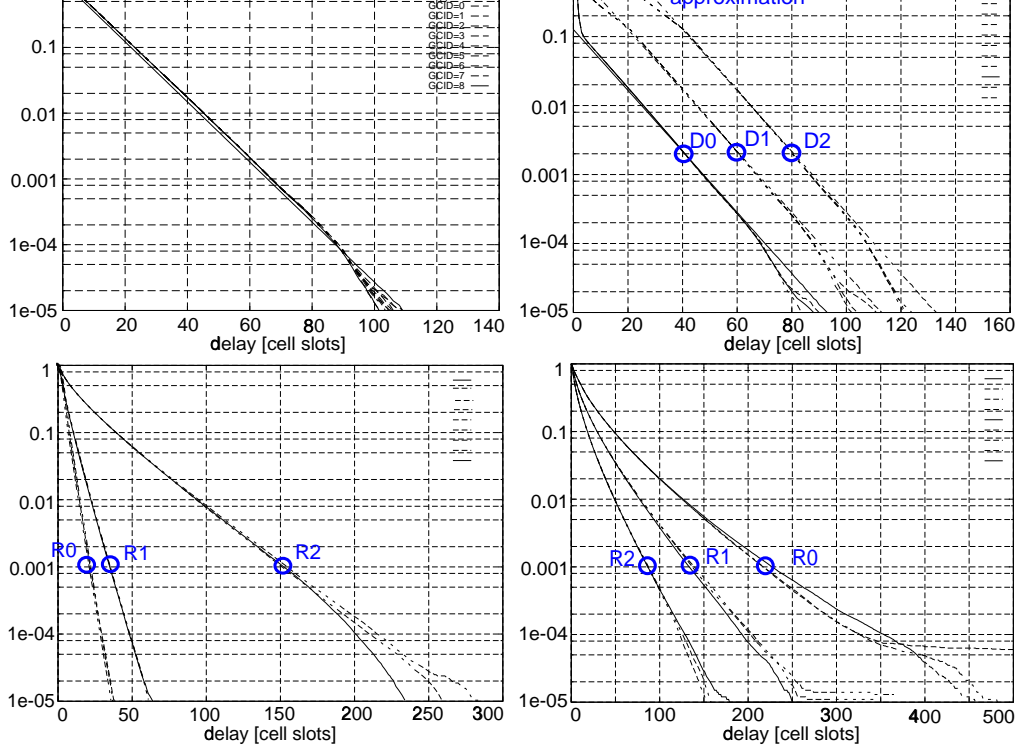 GCID=0
GCID=1
GCID=2
GCID=3
GCID=4
GCID=5
GCID=6
GCID=7
GCID=8
0.1
0.01
0.001
1e-04
1e-05
0 20 40 60 80 100 120 140
delay [cell slots]
approximation
0.1
0.01
0.001
1e-04
1e-05
D0 D1 D2
0 20 40 60 80 100 120 140 160
delay [cell slots]
1
0.1
0.01
0.001
1e-04
1e-05
R0 R1 R2
0 50 100 150 200 250 300
delay [cell slots]
1
0.1
0.01
0.001
1e-04
1e-05
R2 R1 R0
0 100 200 300 400 500
delay [cell slots]